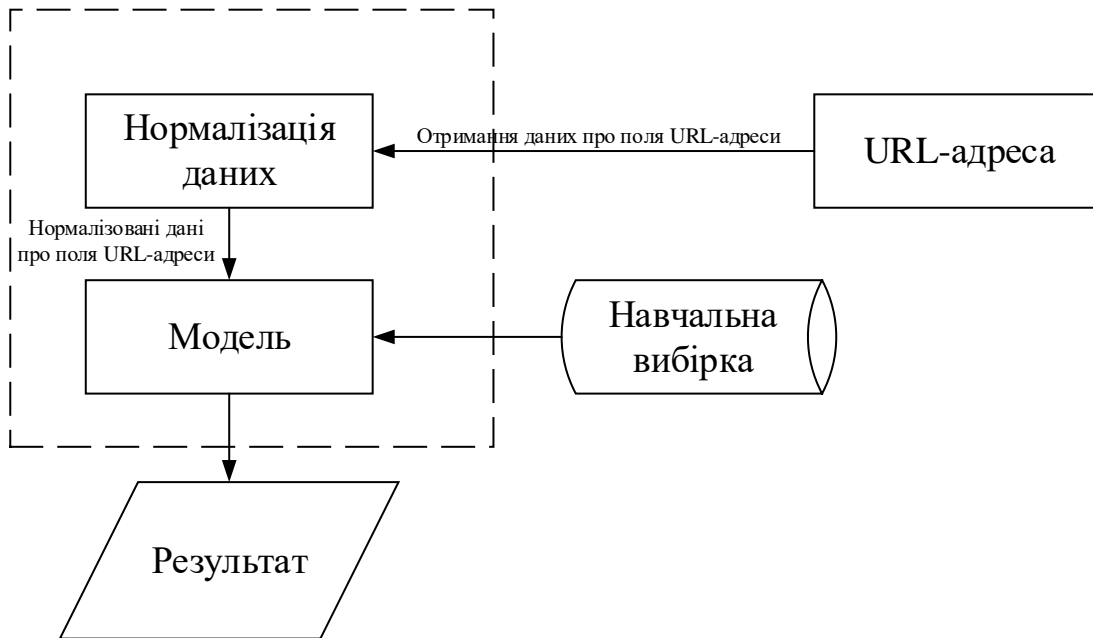 Нормалізація
даних
Отримання даних про поля URL-адреси
URL-адреса
Нормалізовані дані
про поля URL-адреси
Модель
Навчальна
вибірка
Результат